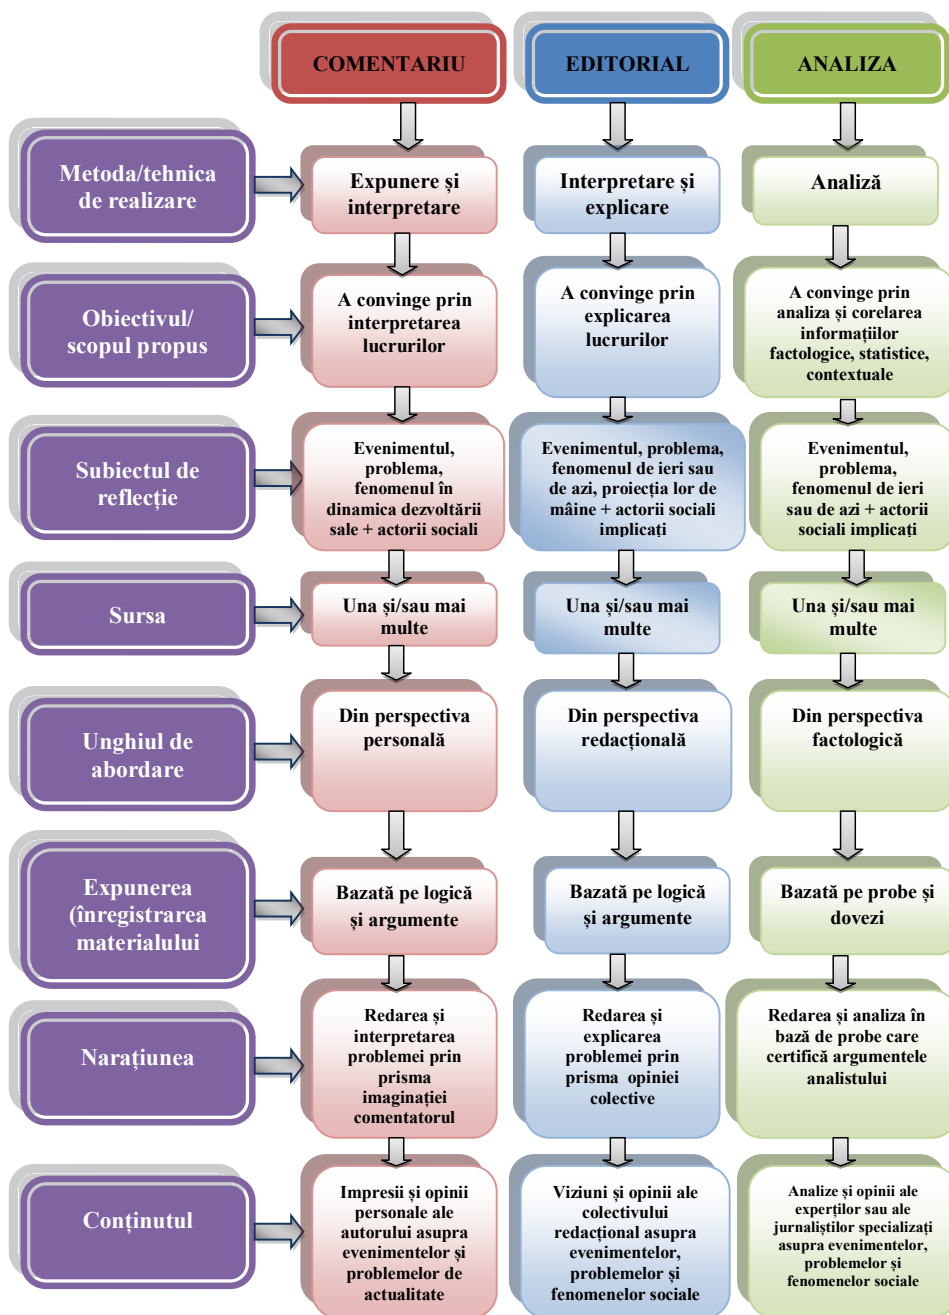 COMENTARIU
EDITORIAL
ANALIZA
Metoda/tehnica
de realizare
Expunere și
interpretare
Interpretare și
explicare
Analiză
Obiectivul/
scopul propus
A convinge prin
interpretarea
lucrurilor
A convinge prin
explicarea
lucrurilor
A convinge prin
analiza și corelarea
informațiilor
factologice, statistice,
contextuale
Subiectul de
reflecție
Evenimentul,
problema,
fenomenul în
dinamica dezvoltării
sale + actorii sociali
Evenimentul, problema,
fenomenul de ieri sau
de azi, proiecția lor de
mâine + actorii sociali
implicați
Evenimentul,
problema,
fenomenul de ieri
sau de azi + actorii
sociali implicați
Sursa
Una și/sau mai
multe
Una și/sau mai
multe
Una și/sau mai
multe
Unghiul de
abordare
Din perspectiva
personală
Din perspectiva
redacțională
Din perspectiva
factologică
Expunerea
(înregistrarea
materialului
Bazată pe logică
și argumente
Bazată pe logică
și argumente
Bazată pe probe și
dovezi
Narațiunea
Redarea și
interpretarea
problemei prin
prisma
imaginației
comentatorul
Redarea și
explicarea
problemei prin
prisma opiniei
colective
Redarea și analiza în
bază de probe care
certifică argumentele
analistului
Conținutul
Impresii și opinii
personale ale
autorului asupra
evenimentelor și
problemelor de
actualitate
Viziuni și opinii ale
colectivului
redacțional asupra
evenimentelor,
problemelor și
fenomenelor sociale
Analize și opinii ale
experților sau ale
jurnaliștilor specializați
asupra evenimentelor,
problemelor și
fenomenelor sociale